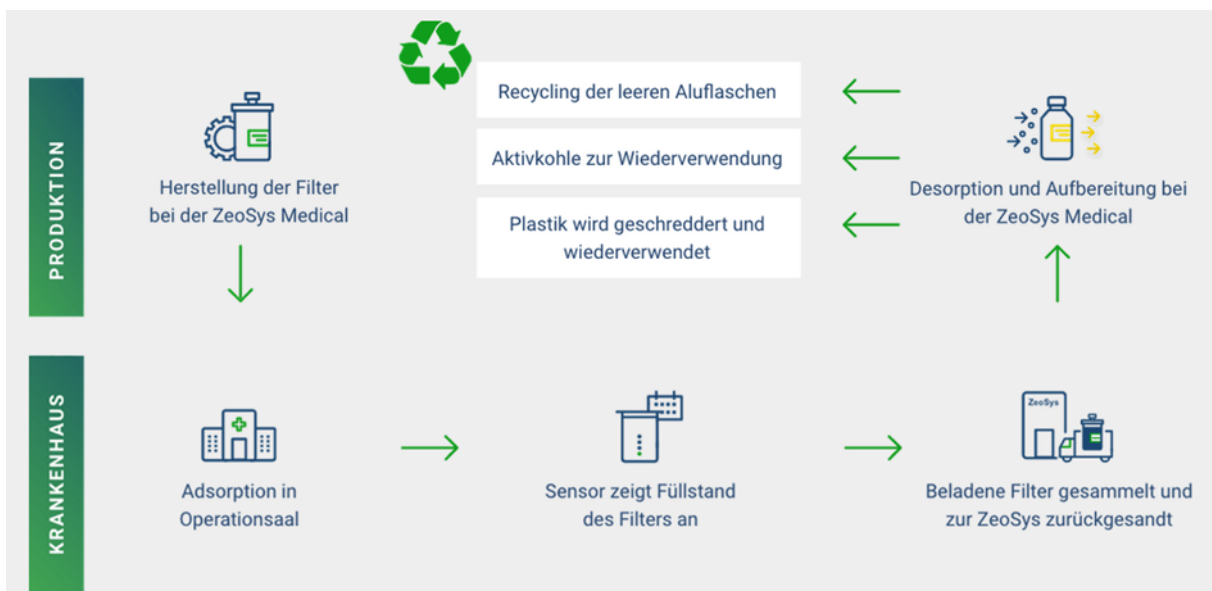 PRODUKTION
Herstellung der Filter
bei der ZeoSys Medical
Recycling der leeren Aluflaschen
Aktivkohle zur Wiederverwendung
Plastik wird geschreddert und
wiederverwendet
Desorption und Aufbereitung bei
der ZeoSys Medical
KRANKENHAUS
Adsorption in
Operationsaal
Sensor zeigt Füllstand
des Filters an
ZeoSys
Beladene Filter gesammelt und
zur ZeoSys zurückgesandt